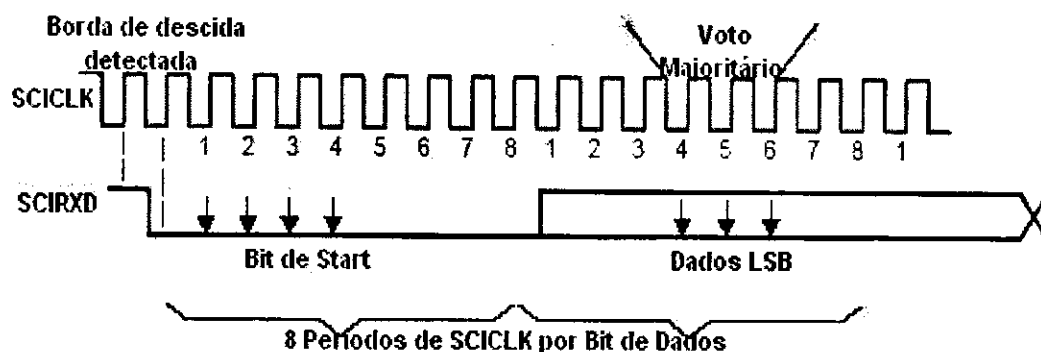 Borda de descida
detectada
Voto
Majoritário
SCICLK
1 2 3 4 5 6 7 8 1 2 3 4 5 6 7 8 1
SCIRXD
Bit de Start
Dados LSB
8 Períodos de SCICLK por Bit de Dados